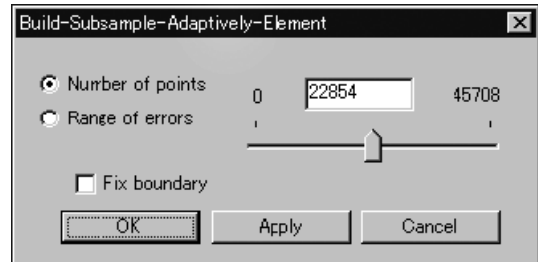 Build-Subsample-Adaptively-Element
Number of points
0 22854 45708
Range of errors
Fix boundary
OK Apply Cancel